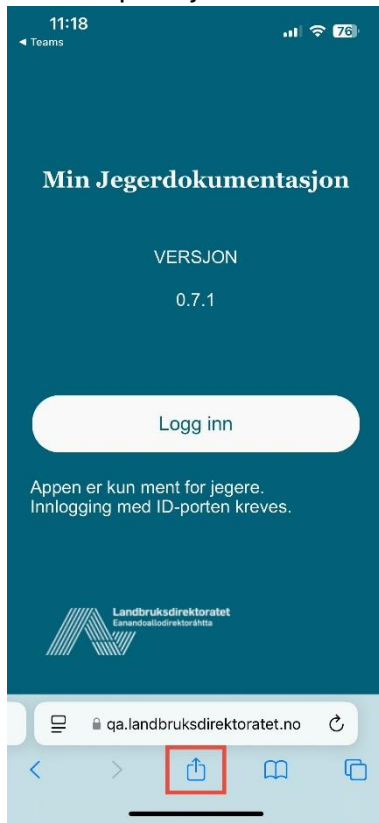 11:18
76
◀ Teams
Min Jegerdokumentasjon
VERSJON
0.7.1
Logg inn
Appen er kun ment for jegere.
Innlogging med ID-porten kreves.
Landbruksdirektoratet
Eanandoallodirektoráhtta
qa.landbruksdirektoratet.no